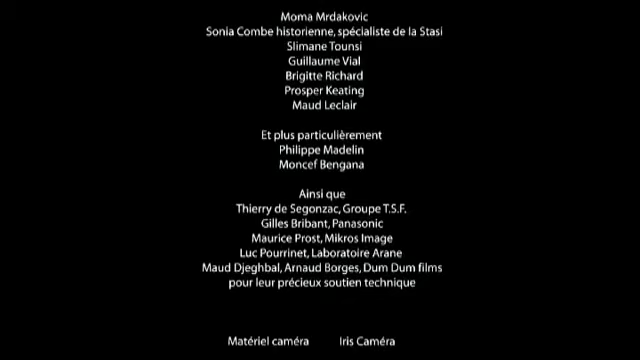 Moma Mrdakovic
Sonia Combe historienne, spécialiste de la Stasi
Slimane Tounsi
Guillaume Vial
Brigitte Richard
Prosper Keating
Maud Leclair
Et plus particulièrement
Philippe Madelin
Moncef Bengana
Ainsi que
Thierry de Segonzac, Groupe T.S.F.
Gilles Bribant, Panasonic
Maurice Prost, Mikros Image
Luc Pourrinet, Laboratoire Arane
Maud Djeghbal, Arnaud Borges, Dum Dum films
pour leur précieux soutien technique
Matériel caméra Iris Caméra